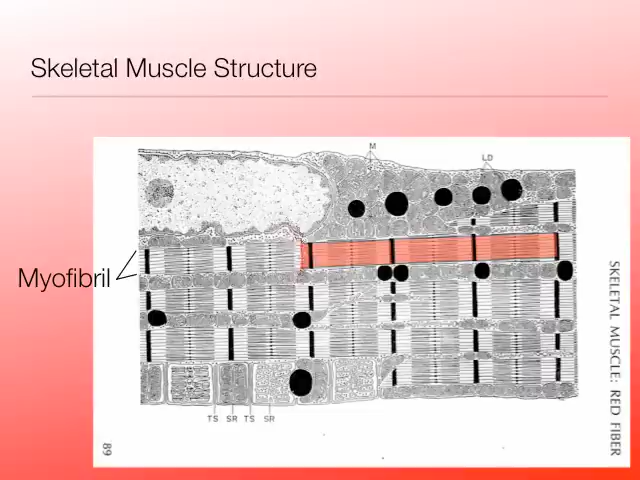 Skeletal Muscle Structure
M
LD
Myofibril
SKELETAL MUSCLE: RED FIBER
TS SR TS SR
89